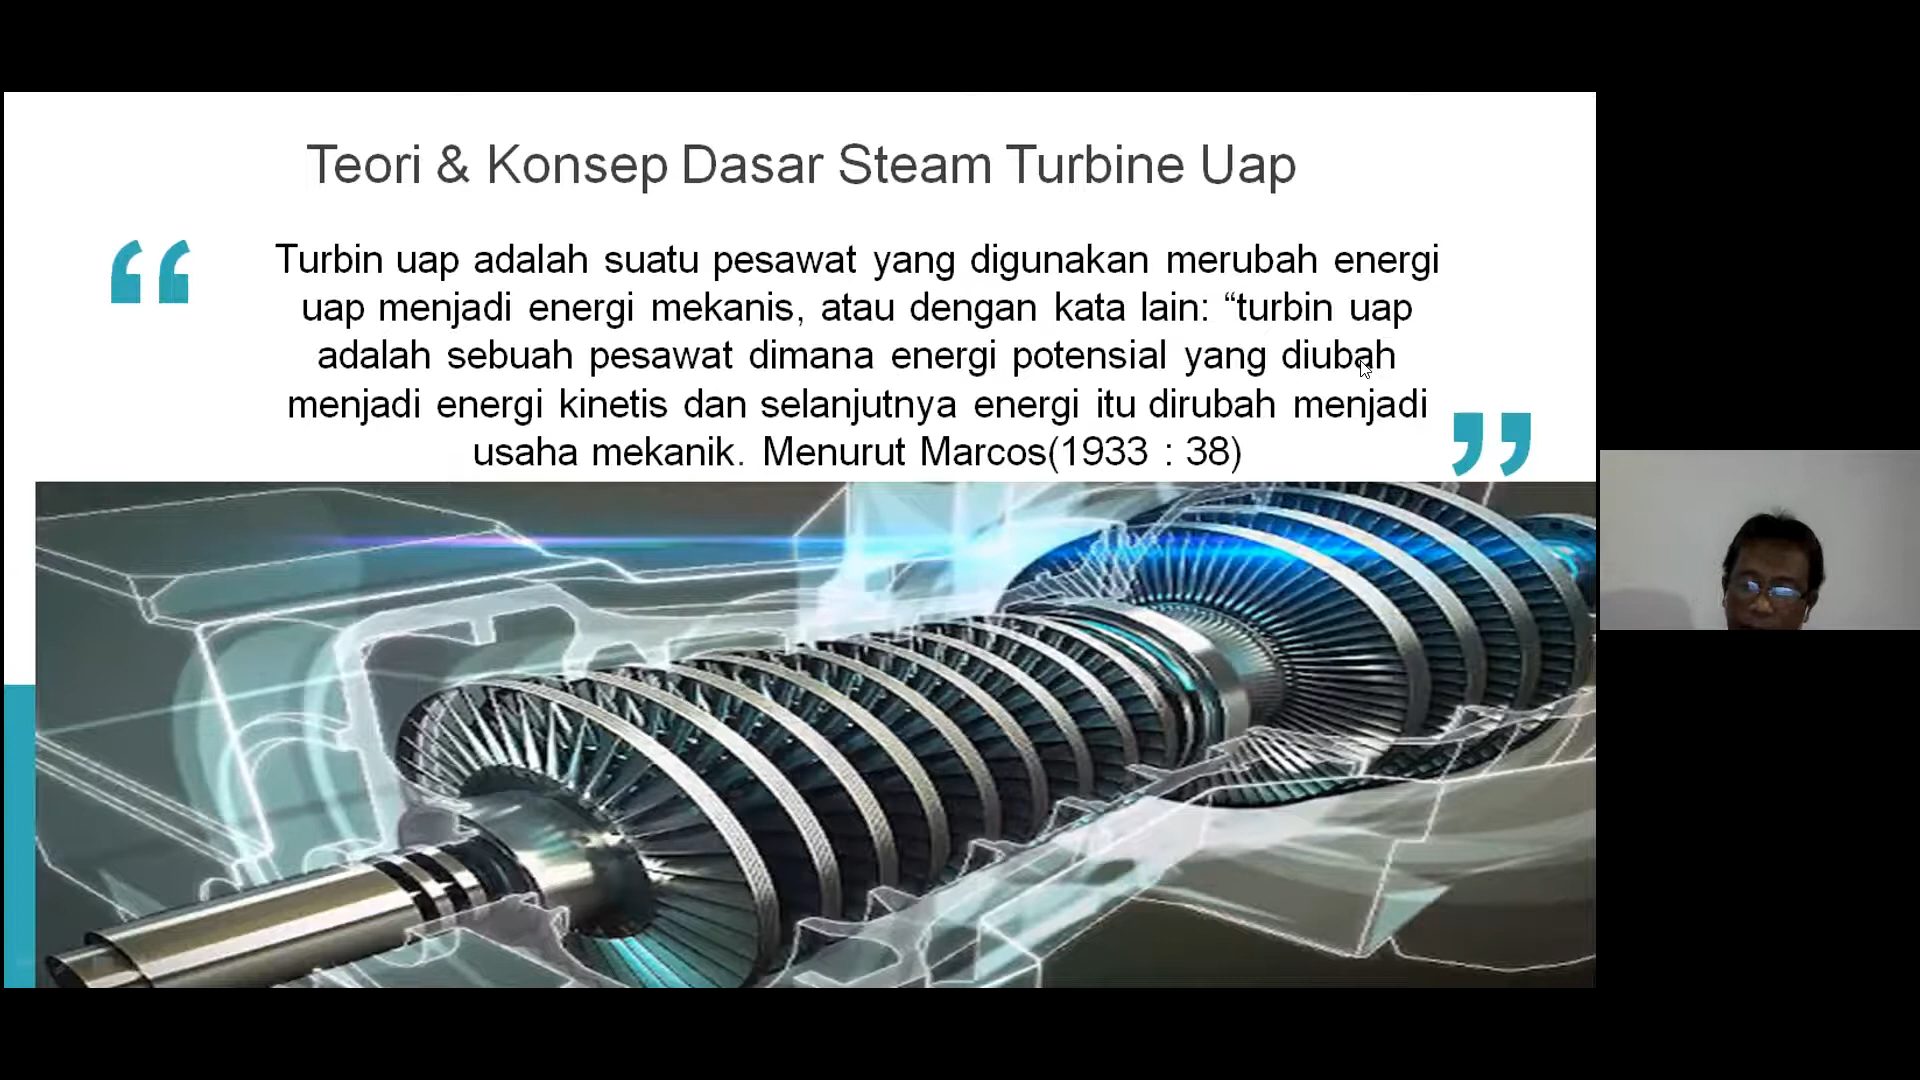 Teori & Konsep Dasar Steam Turbine Uap
Turbin uap adalah suatu pesawat yang digunakan merubah energi
uap menjadi energi mekanis, atau dengan kata lain: “turbin uap
adalah sebuah pesawat dimana energi potensial yang diubah
menjadi energi kinetis dan selanjutnya energi itu dirubah menjadi
usaha mekanik. Menurut Marcos(1933 : 38)